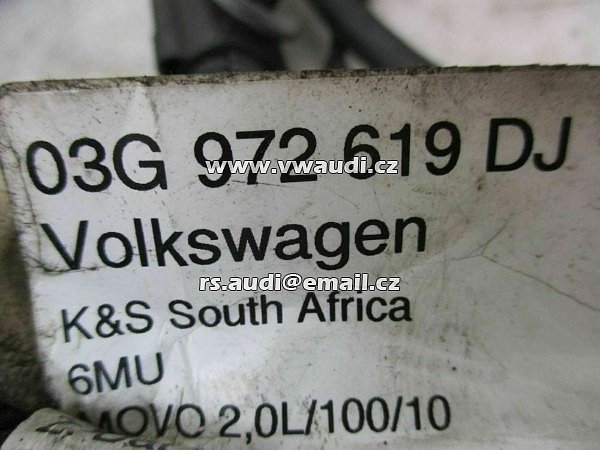 03G 972 619 DJ
www.vwaudi.cz
Volkswagen
rs.audi@email.cz
K&S South Africa
6MU
MOVO 2,0L/100/10